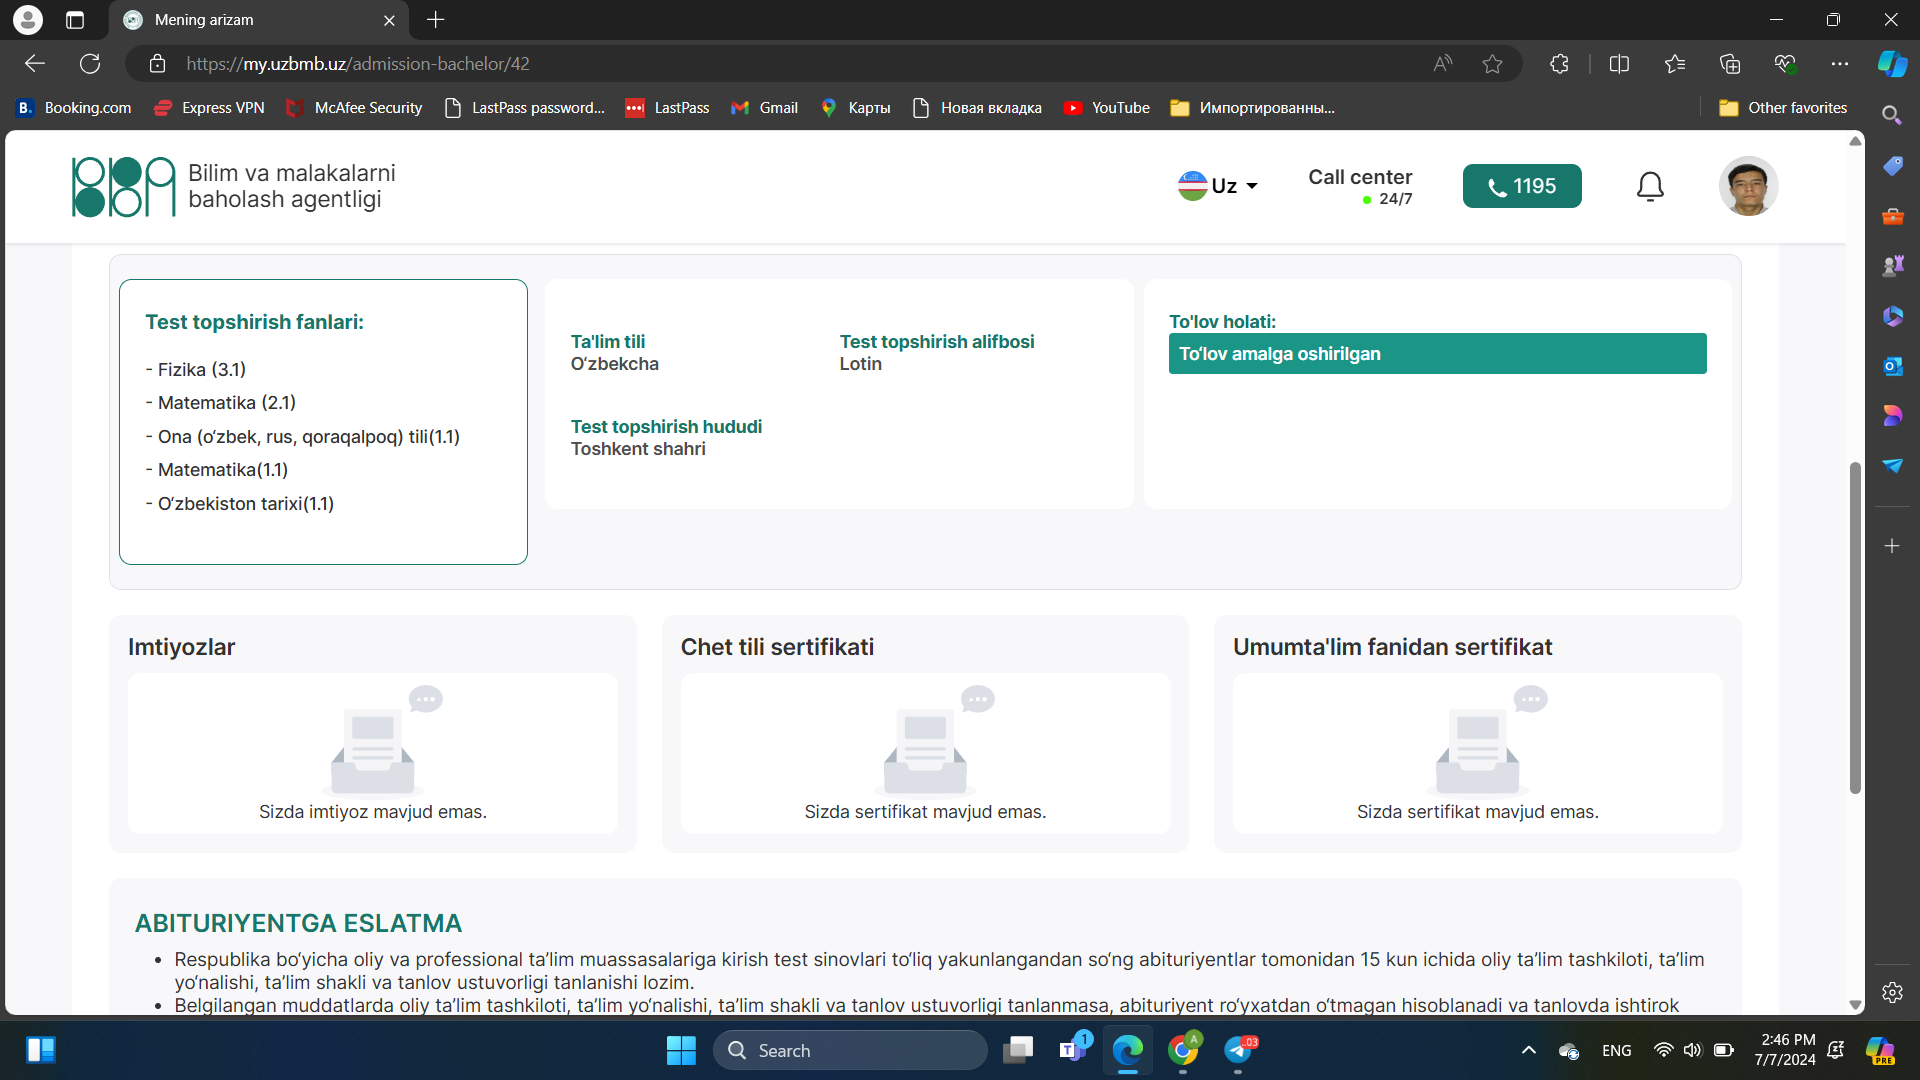 Mening arizam
https://my.uzbmb.uz/admission-bachelor/42
Booking.com
Express VPN
McAfee Security
LastPass password...
LastPass
Gmail
Карты
Новая вкладка
YouTube
Импортированны...
Other favorites
Bilim va malakalarni
baholash agentligi
Uz
Call center
24/7
1195
Test topshirish fanlari:
- Fizika (3.1)
- Matematika (2.1)
- Ona (o‘zbek, rus, qoraqalpoq) tili(1.1)
- Matematika(1.1)
- O‘zbekiston tarixi(1.1)
Ta'lim tili
O‘zbekcha
Test topshirish alifbosi
Lotin
Test topshirish hududi
Toshkent shahri
To'lov holati:
To‘lov amalga oshirilgan
Imtiyozlar
Sizda imtiyoz mavjud emas.
Chet tili sertifikati
Sizda sertifikat mavjud emas.
Umumta'lim fanidan sertifikat
Sizda sertifikat mavjud emas.
ABITURIYENTGA ESLATMA
• Respublika bo‘yicha oliy va professional ta’lim muassasalariga kirish test sinovlari to‘liq yakunlangandan so‘ng abituriyentlar tomonidan 15 kun ichida oliy ta’lim tashkiloti, ta’lim
yo‘nalishi, ta’lim shakli va tanlov ustuvorligi tanlanishi lozim.
• Belgilangan muddatlarda oliy ta’lim tashkiloti, ta’lim yo‘nalishi, ta’lim shakli va tanlov ustuvorligi tanlanmasa, abituriyent ro‘yxatdan o‘tmagan hisoblanadi va tanlovda ishtirok
Search
1
A
.03
ENG
2:46 PM
7/7/2024
PRE